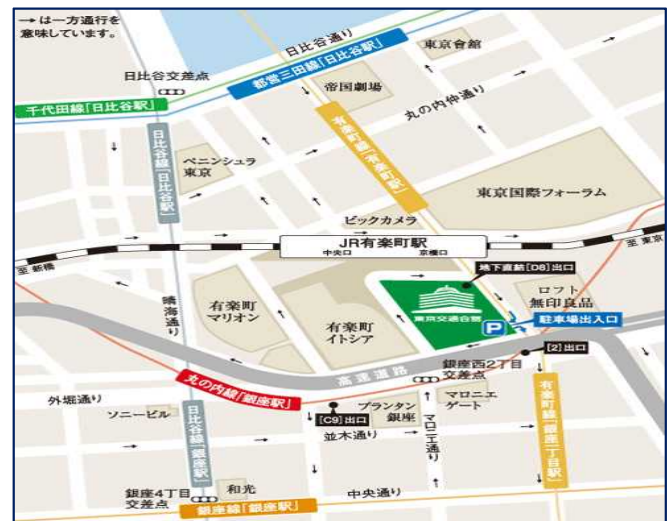 →は一方通行を
意味しています。
日比谷通り
東京會館
都営三田線「日比谷駅」
日比谷交差点
帝国劇場
千代田線「日比谷駅」
丸の内仲通り
有楽町線「有楽町駅」
日比谷線「日比谷駅」
ペニンシュラ
東京
東京国際フォーラム
ビックカメラ
JR有楽町駅
中央口
京橋口
至 新橋
至 東京
地下直結[D8]出口
晴海通り
有楽町
マリオン
有楽町
イトシア
東京交通会館
ロフト
無印良品
P
駐車場出入口
[2]出口
高速道路
銀座西2丁目
交差点
丸の内線「銀座駅」
外堀通り
ソニービル
日比谷線「銀座駅」
[C9]出口
プランタン
銀座
マロニエ
ゲート
マロニエ通り
有楽町線「銀座一丁目駅」
並木通り
銀座4丁目
交差点
和光
中央通り
銀座線「銀座駅」